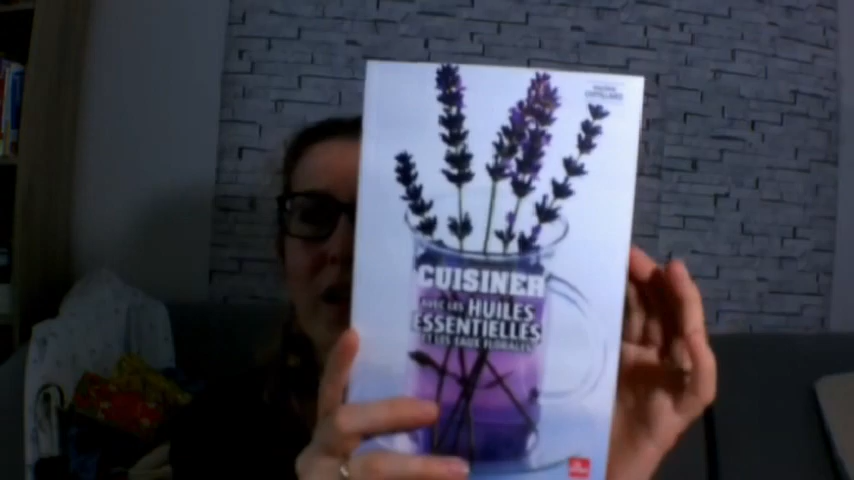 CUISINER
AVEC LES HUILES
ESSENTIELLES
ET LES EAUX FLORALES